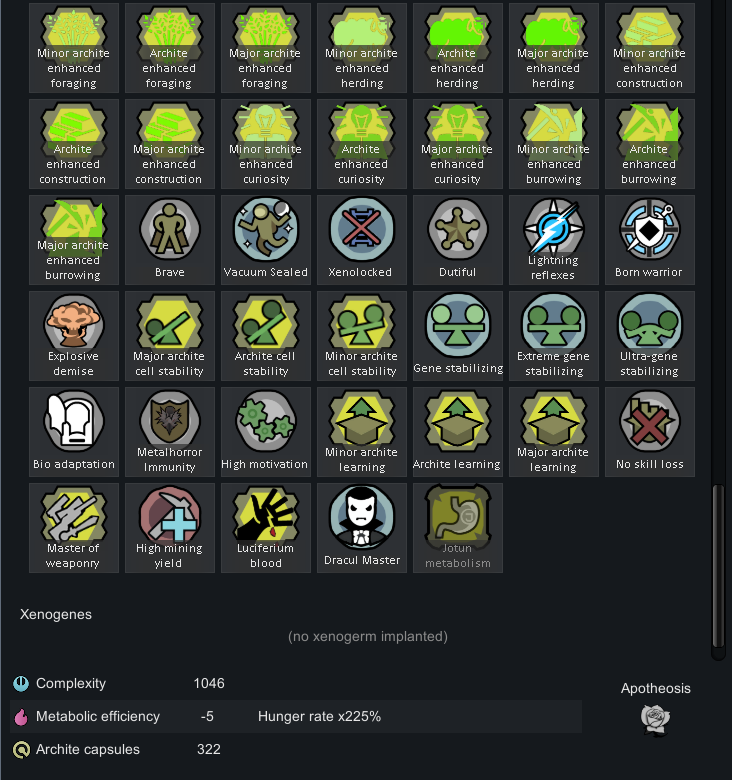 Minor archite
enhanced
foraging
Archite
enhanced
foraging
Major archite
enhanced
foraging
Minor archite
enhanced
herding
Archite
enhanced
herding
Major archite
enhanced
herding
Minor archite
enhanced
construction
Archite
enhanced
construction
Major archite
enhanced
construction
Minor archite
enhanced
curiosity
Archite
enhanced
curiosity
Major archite
enhanced
curiosity
Minor archite
enhanced
burrowing
Archite
enhanced
burrowing
Major archite
enhanced
burrowing
Brave
Vacuum Sealed
Xenolocked
Dutiful
Lightning
reflexes
Born warrior
Explosive
demise
Major archite
cell stability
Archite cell
stability
Minor archite
cell stability
Gene stabilizing
Extreme gene
stabilizing
Ultra-gene
stabilizing
Bio adaptation
Metalhorror
Immunity
High motivation
Minor archite
learning
Archite learning
Major archite
learning
No skill loss
Master of
weaponry
High mining
yield
Luciferium
blood
Dracul Master
Jotun
metabolism
Xenogenes
(no xenogerm implanted)
Complexity 1046
Metabolic efficiency -5 Hunger rate x225%
Archite capsules 322
Apotheosis